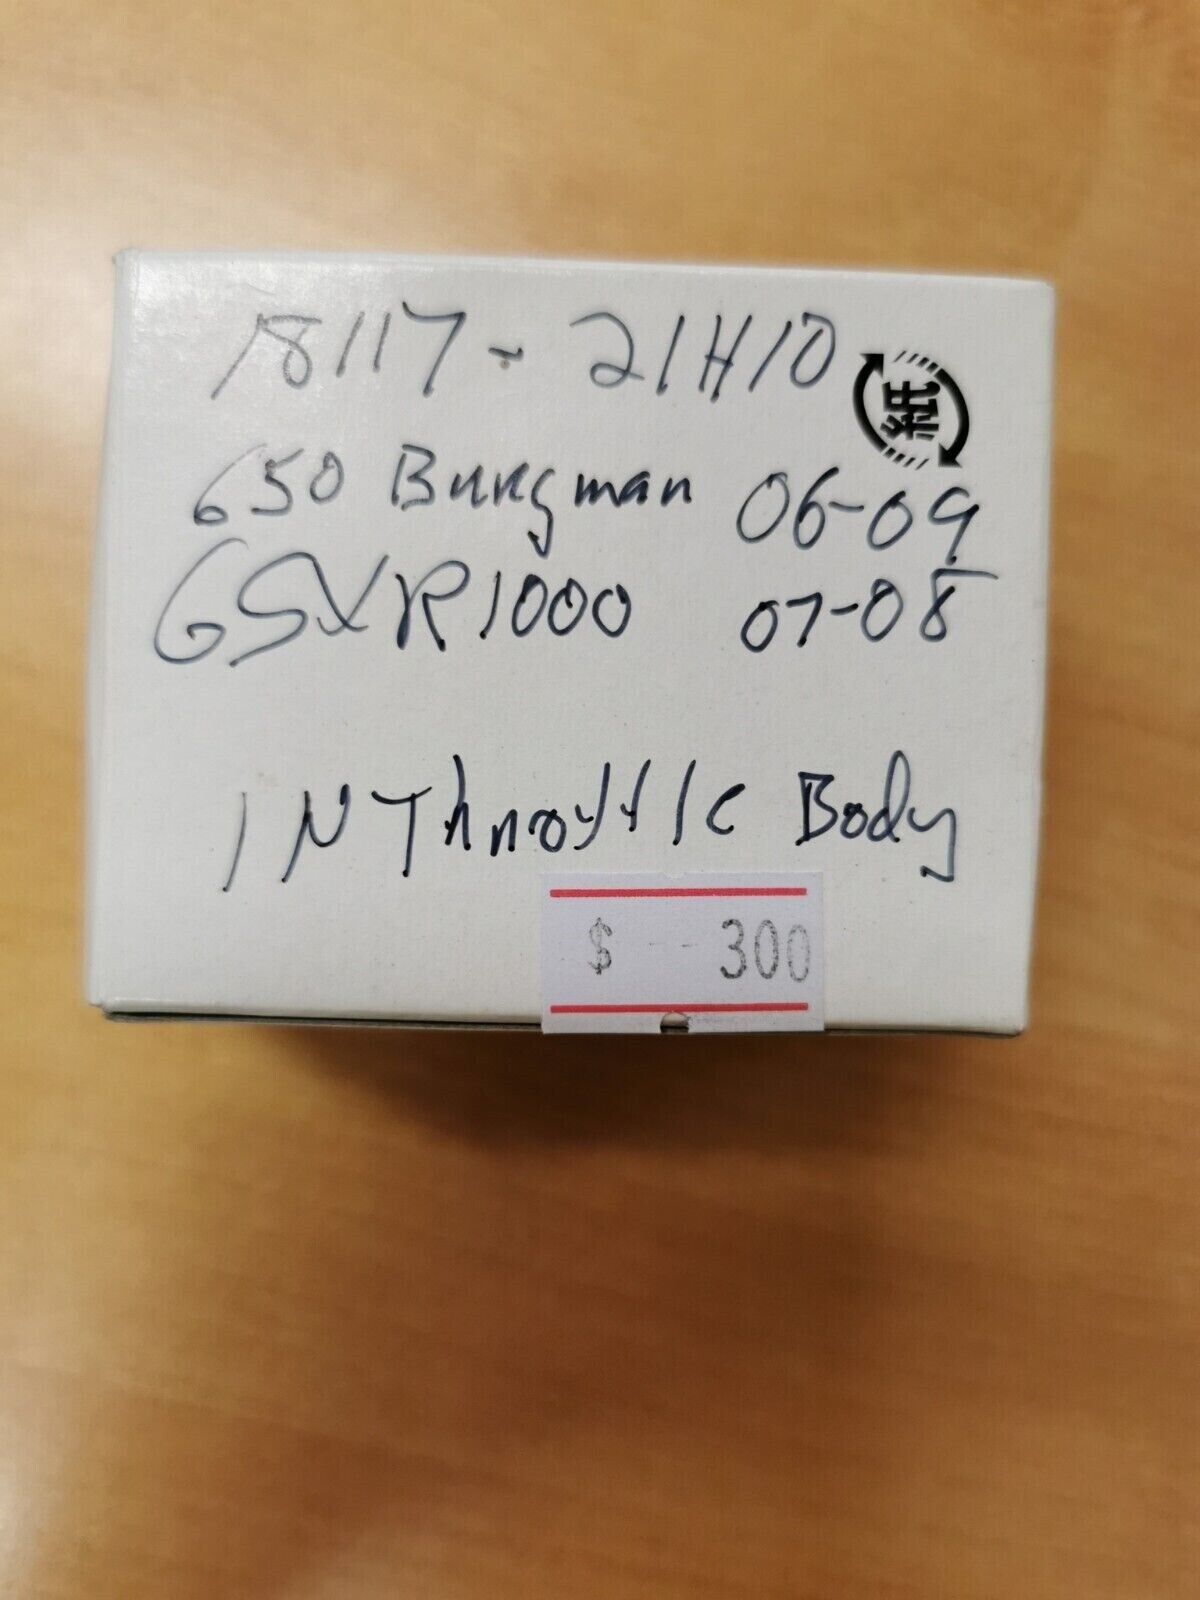 18117-21H10
紙
650 Burgman 06-09
GSXR1000 07-08
IN Throttle Body
$ 300